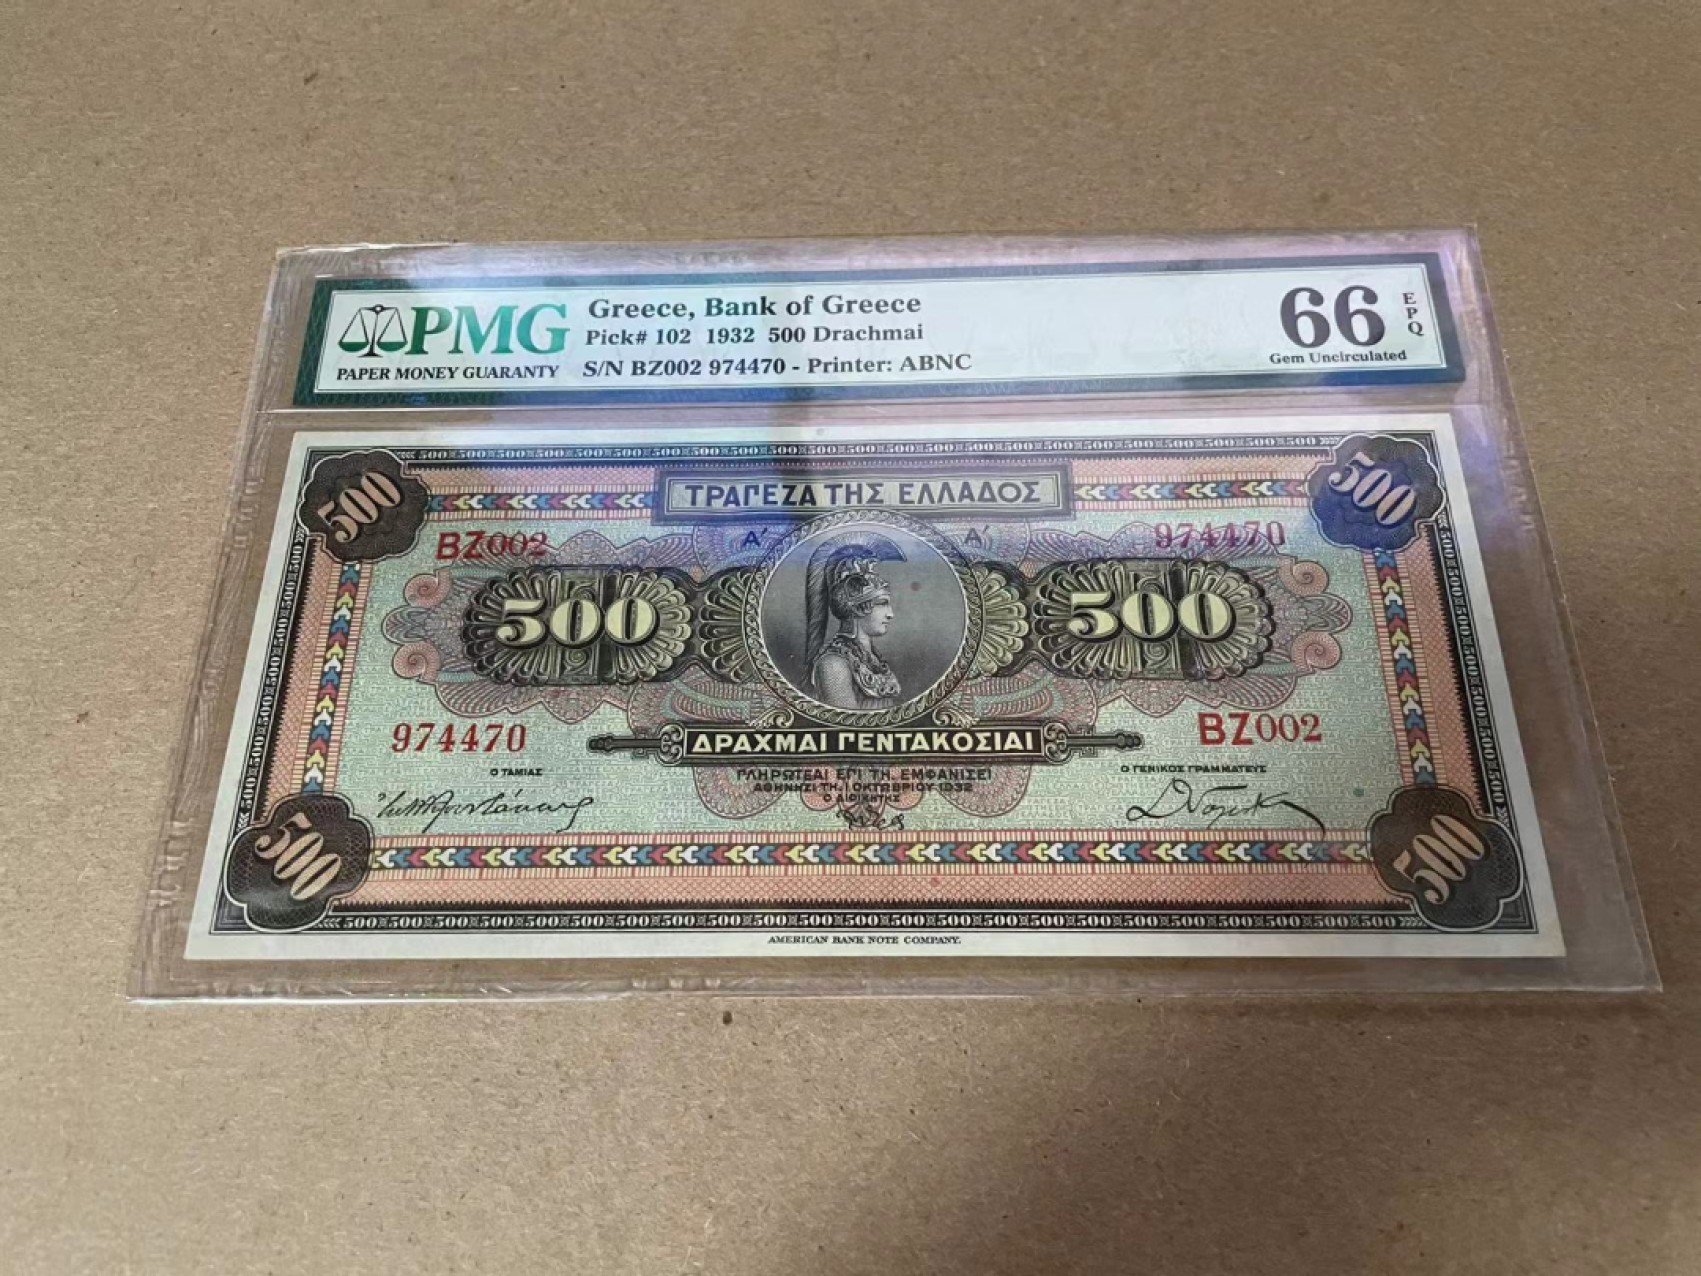 PMG
PAPER MONEY GUARANTY
Greece, Bank of Greece
Pick# 102 1932 500 Drachmai
S/N BZ002 974470 - Printer: ABNC
66 EPQ
Gem Uncirculated
500 500
ΤΡΑΠΕΖΑ ΤΗΣ ΕΛΛΑΔΟΣ
BZ002 Α' Α' 974470
500 500
974470 BZ002
ΔΡΑΧΜΑΙ ΠΕΝΤΑΚΟΣΙΑΙ
Ο ΤΑΜΙΑΣ ΠΛΗΡΩΤΕΑΙ ΕΠΙ ΤΗ. ΕΜΦΑΝΙΣΕΙ Ο ΓΕΝΙΚΟΣ ΓΡΑΜΜΑΤΕΥΣ
ΑΘΗΝΗΣΙ ΤΗ. 1 ΟΚΤΩΒΡΙΟΥ 1932
Ο ΔΙΟΙΚΗΤΗΣ
500 500
AMERICAN BANK NOTE COMPANY.